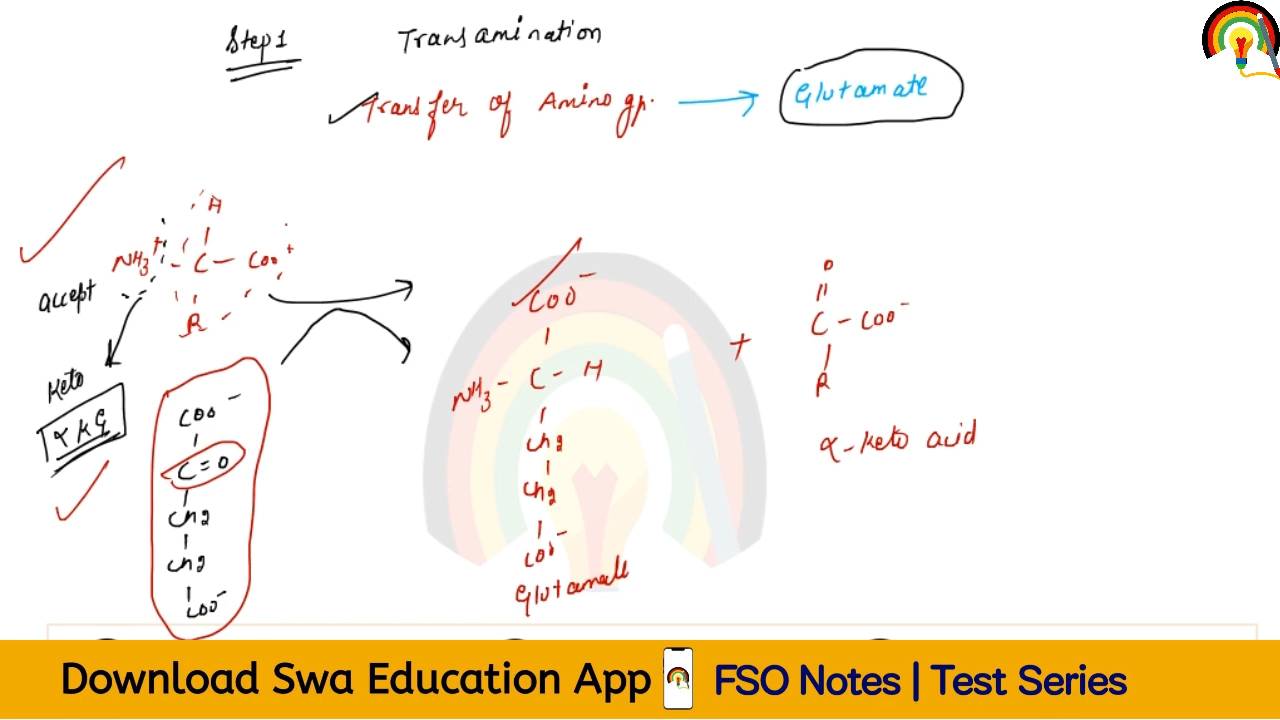 Step 1 Transamination
Transfer of Amino gp. → Glutamate
H
NH3+ - C - COO+
R
accept
Keto
α KG
COO-
C=O
CH2
CH2
COO-
COO-
NH3 - C - H
CH2
CH2
COO-
Glutamate
+
O
C - COO-
R
α-Keto acid
Download Swa Education App FSO Notes | Test Series